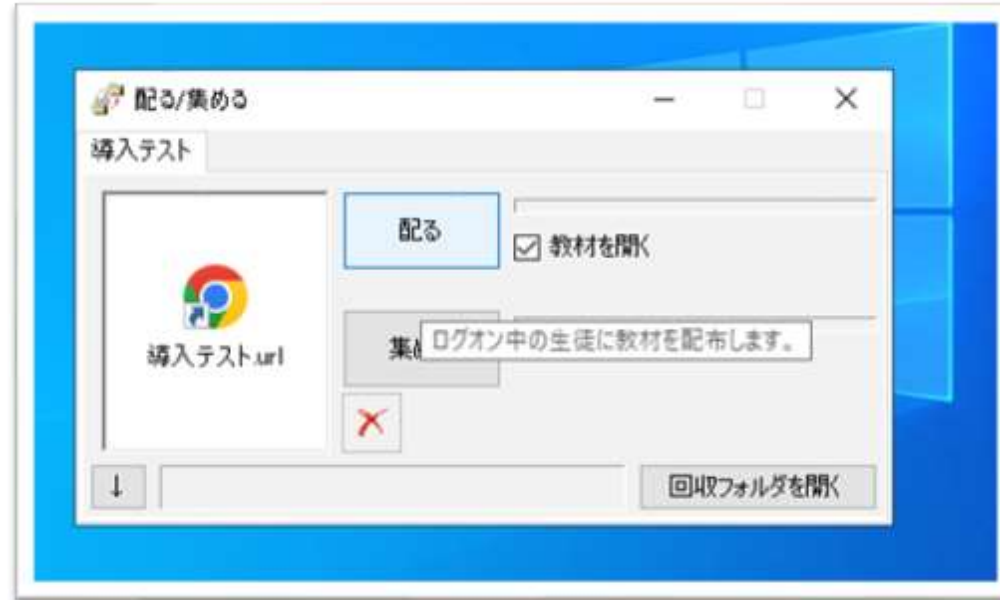 配る/集める
導入テスト
配る
教材を開く
導入テスト.url
集め
ログオン中の生徒に教材を配布します。
↓
回収フォルダを開く